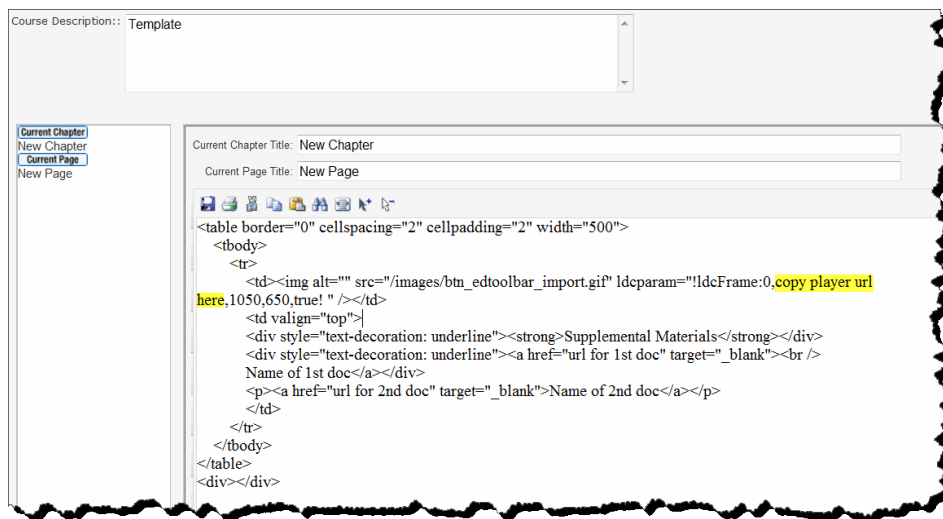 Course Description:: Template
Current Chapter
New Chapter
Current Page
New Page
Current Chapter Title: New Chapter
Current Page Title: New Page
<table border="0" cellspacing="2" cellpadding="2" width="500">
<tbody>
<tr>
<td><img alt="" src="/images/btn_edtoolbar_import.gif" ldcparam="!ldcFrame:0,copy player url
here,1050,650,true! " /></td>
<td valign="top">
<div style="text-decoration: underline"><strong>Supplemental Materials</strong></div>
<div style="text-decoration: underline"><a href="url for 1st doc" target="_blank"><br />
Name of 1st doc</a></div>
<p><a href="url for 2nd doc" target="_blank">Name of 2nd doc</a></p>
</td>
</tr>
</tbody>
</table>
<div></div>